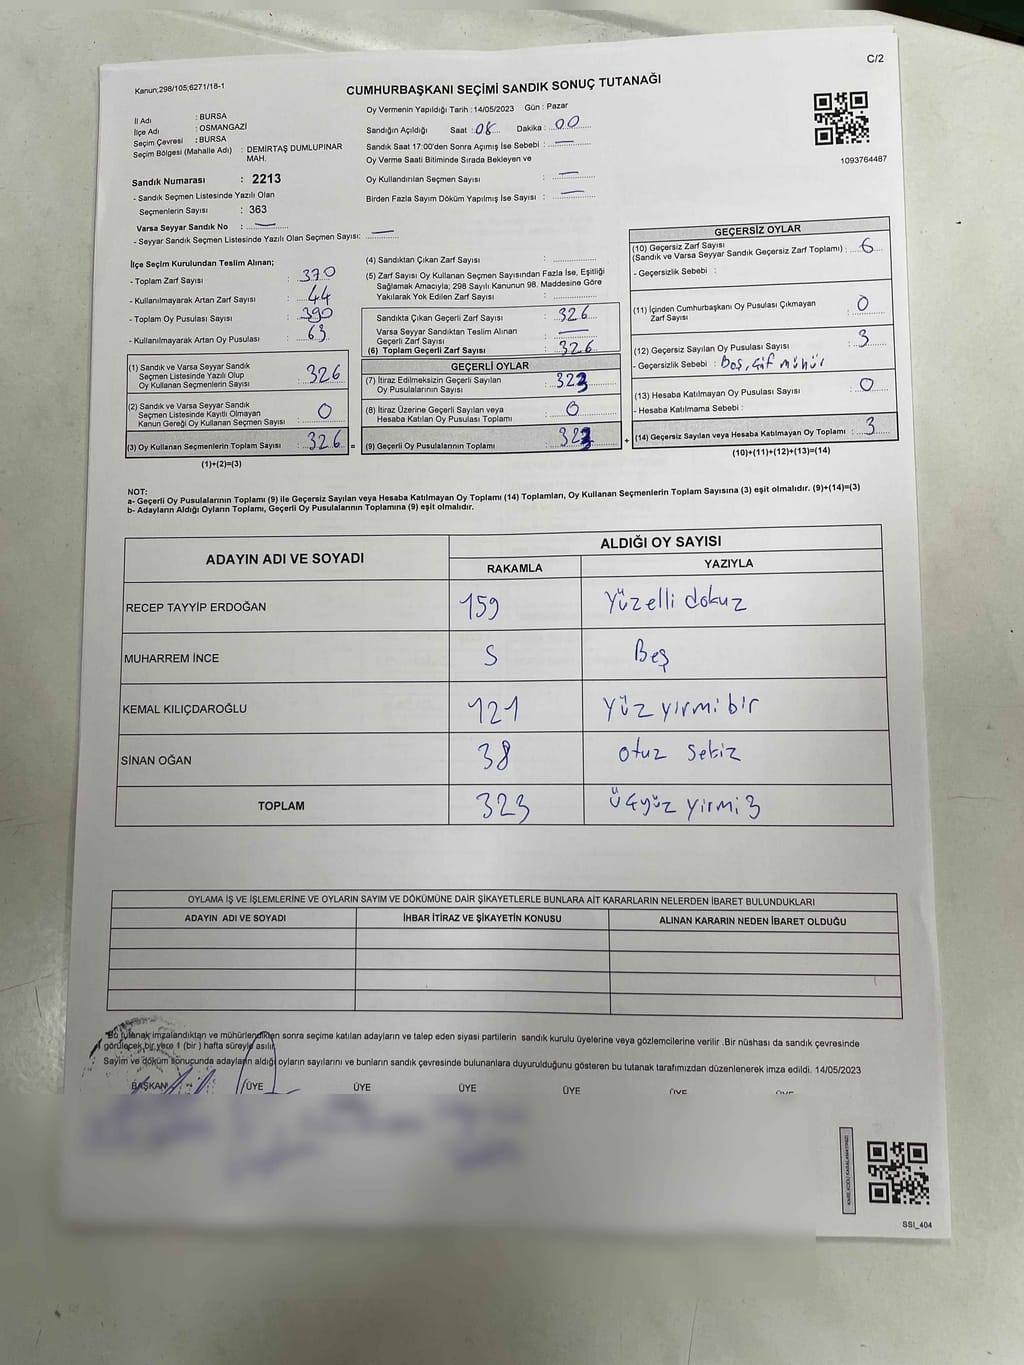 C/2
Kanun;298/105;6271/18-1
CUMHURBAŞKANI SEÇİMİ SANDIK SONUÇ TUTANAĞI
1093764487
İl Adı : BURSA
İlçe Adı : OSMANGAZİ
Seçim Çevresi : BURSA
Seçim Bölgesi (Mahalle Adı) : DEMİRTAŞ DUMLUPINAR
MAH.
Sandık Numarası : 2213
- Sandık Seçmen Listesinde Yazılı Olan
Seçmenlerin Sayısı : 363
Varsa Seyyar Sandık No : —
- Seyyar Sandık Seçmen Listesinde Yazılı Olan Seçmen Sayısı: —
Oy Vermenin Yapıldığı Tarih : 14/05/2023 Gün : Pazar
Sandığın Açıldığı Saat : 08 Dakika : 00
Sandık Saat 17:00'den Sonra Açımış İse Sebebi : —
Oy Verme Saati Bitiminde Sırada Bekleyen ve
Oy Kullandırılan Seçmen Sayısı : —
Birden Fazla Sayım Döküm Yapılmış İse Sayısı : —
İlçe Seçim Kurulundan Teslim Alınan;
- Toplam Zarf Sayısı : 370
- Kullanılmayarak Artan Zarf Sayısı : 44
- Toplam Oy Pusulası Sayısı : 390
- Kullanılmayarak Artan Oy Pusulası : 63
(1) Sandık ve Varsa Seyyar Sandık
Seçmen Listesinde Yazılı Olup
Oy Kullanan Seçmenlerin Sayısı : 326
(2) Sandık ve Varsa Seyyar Sandık
Seçmen Listesinde Kayıtlı Olmayan
Kanun Gereği Oy Kullanan Seçmen Sayısı : 0
(3) Oy Kullanan Seçmenlerin Toplam Sayısı : 326 =
(1)+(2)=(3)
(4) Sandıktan Çıkan Zarf Sayısı :
(5) Zarf Sayısı Oy Kullanan Seçmen Sayısından Fazla İse, Eşitliği
Sağlamak Amacıyla; 298 Sayılı Kanunun 98. Maddesine Göre
Yakılarak Yok Edilen Zarf Sayısı :
Sandıkta Çıkan Geçerli Zarf Sayısı : 326
Varsa Seyyar Sandıktan Teslim Alınan
Geçerli Zarf Sayısı : —
(6) Toplam Geçerli Zarf Sayısı : 326
GEÇERLİ OYLAR
(7) İtiraz Edilmeksizin Geçerli Sayılan
Oy Pusulalarının Sayısı : 323
(8) İtiraz Üzerine Geçerli Sayılan veya
Hesaba Katılan Oy Pusulası Toplamı : 0
(9) Geçerli Oy Pusulalarının Toplamı : 323 +
GEÇERSİZ OYLAR
(10) Geçersiz Zarf Sayısı
(Sandık ve Varsa Seyyar Sandık Geçersiz Zarf Toplamı) : 6
- Geçersizlik Sebebi :
(11) İçinden Cumhurbaşkanı Oy Pusulası Çıkmayan
Zarf Sayısı : 0
(12) Geçersiz Sayılan Oy Pusulası Sayısı : 3
- Geçersizlik Sebebi : Boş, Çif mühür
(13) Hesaba Katılmayan Oy Pusulası Sayısı : 0
- Hesaba Katılmama Sebebi :
(14) Geçersiz Sayılan veya Hesaba Katılmayan Oy Toplamı : 3
(10)+(11)+(12)+(13)=(14)
NOT:
a- Geçerli Oy Pusulalarının Toplamı (9) ile Geçersiz Sayılan veya Hesaba Katılmayan Oy Toplamı (14) Toplamları, Oy Kullanan Seçmenlerin Toplam Sayısına (3) eşit olmalıdır. (9)+(14)=(3)
b- Adayların Aldığı Oyların Toplamı, Geçerli Oy Pusulalarının Toplamına (9) eşit olmalıdır.
ADAYIN ADI VE SOYADI
ALDIĞI OY SAYISI
RAKAMLA YAZIYLA
RECEP TAYYİP ERDOĞAN 159 Yüzelli dokuz
MUHARREM İNCE 5 Beş
KEMAL KILIÇDAROĞLU 121 Yüz yirmi bir
SİNAN OĞAN 38 otuz sekiz
TOPLAM 323 üçyüz yirmi 3
OYLAMA İŞ VE İŞLEMLERİNE VE OYLARIN SAYIM VE DÖKÜMÜNE DAİR ŞİKAYETLERLE BUNLARA AİT KARARLARIN NELERDEN İBARET BULUNDUKLARI
ADAYIN ADI VE SOYADI İHBAR İTİRAZ VE ŞİKAYETİN KONUSU ALINAN KARARIN NEDEN İBARET OLDUĞU
Bu tutanak imzalandıktan ve mühürlendikten sonra seçime katılan adayların ve talep eden siyasi partilerin sandık kurulu üyelerine veya gözlemcilerine verilir .Bir nüshası da sandık çevresinde
görülecek bir yere 1 (bir ) hafta süreyle asılır.
Sayım ve döküm sonucunda adayların aldığı oyların sayılarını ve bunların sandık çevresinde bulunanlara duyurulduğunu gösteren bu tutanak tarafımızdan düzenlenerek imza edildi. 14/05/2023
BAŞKAN ÜYE ÜYE ÜYE ÜYE ÜYE ÜYE
SSI_404